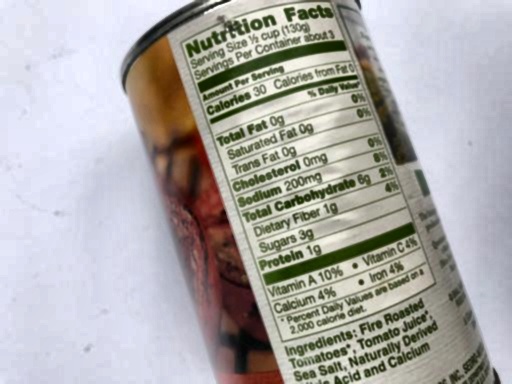 Nutrition Facts
Serving Size ½ cup (130g)
Servings Per Container about 3
Amount Per Serving
Calories 30 Calories from Fat 0
% Daily Value*
Total Fat 0g 0%
Saturated Fat 0g 0%
Trans Fat 0g
Cholesterol 0mg 0%
Sodium 200mg 8%
Total Carbohydrate 6g 2%
Dietary Fiber 1g 4%
Sugars 3g
Protein 1g
Vitamin A 10% • Vitamin C 4%
Calcium 4% • Iron 4%
* Percent Daily Values are based on a
2,000 calorie diet.
Ingredients: Fire Roasted
Tomatoes*, Tomato Juice*,
Sea Salt, Naturally Derived
Acid and Calcium